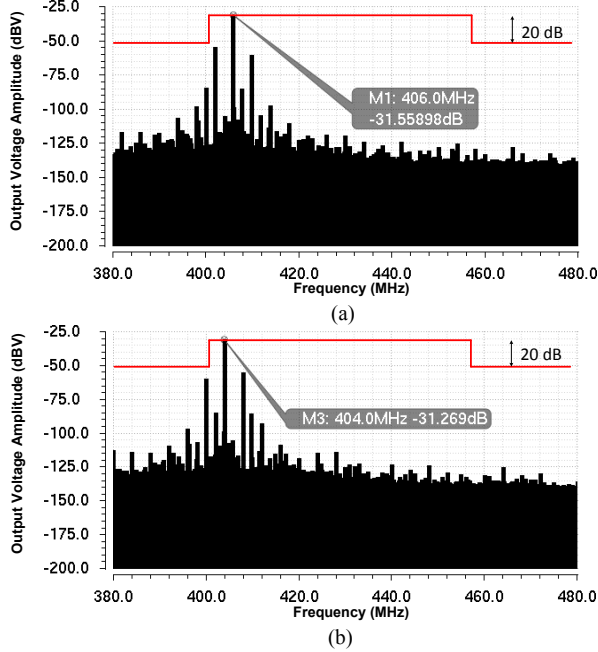 Output Voltage Amplitude (dBV)
-25.0
-50.0
-75.0
-100.0
-125.0
-150.0
-175.0
-200.0
20 dB
M1: 406.0MHz
-31.55898dB
380.0 400.0 420.0 440.0 460.0 480.0
Frequency (MHz)
(a)
Output Voltage Amplitude (dBV)
-25.0
-50.0
-75.0
-100.0
-125.0
-150.0
-175.0
-200.0
20 dB
M3: 404.0MHz -31.269dB
380.0 400.0 420.0 440.0 460.0 480.0
Frequency (MHz)
(b)